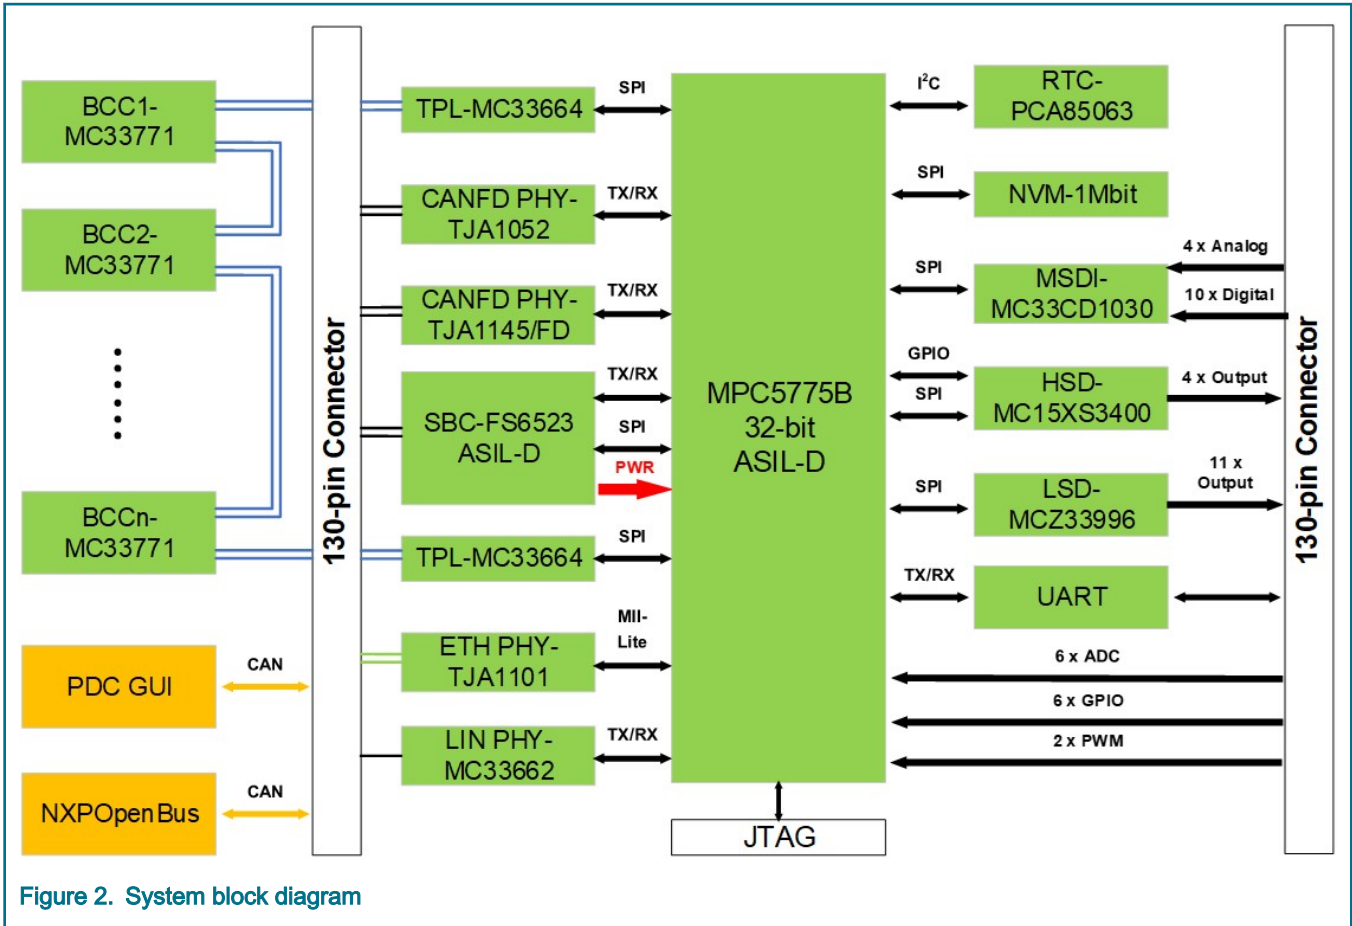 BCC1-
MC33771
BCC2-
MC33771
BCCn-
MC33771
PDC GUI
CAN
NXPOpenBus
CAN
130-pin Connector
TPL-MC33664
SPI
CANFD PHY-
TJA1052
TX/RX
CANFD PHY-
TJA1145/FD
TX/RX
SBC-FS6523
ASIL-D
TX/RX
SPI
PWR
TPL-MC33664
SPI
ETH PHY-
TJA1101
MII-
Lite
LIN PHY-
MC33662
TX/RX
MPC5775B
32-bit
ASIL-D
JTAG
I²C
RTC-
PCA85063
SPI
NVM-1Mbit
SPI
MSDI-
MC33CD1030
4 x Analog
10 x Digital
GPIO
SPI
HSD-
MC15XS3400
4 x Output
SPI
LSD-
MCZ33996
11 x
Output
TX/RX
UART
6 x ADC
6 x GPIO
2 x PWM
130-pin Connector
Figure 2. System block diagram